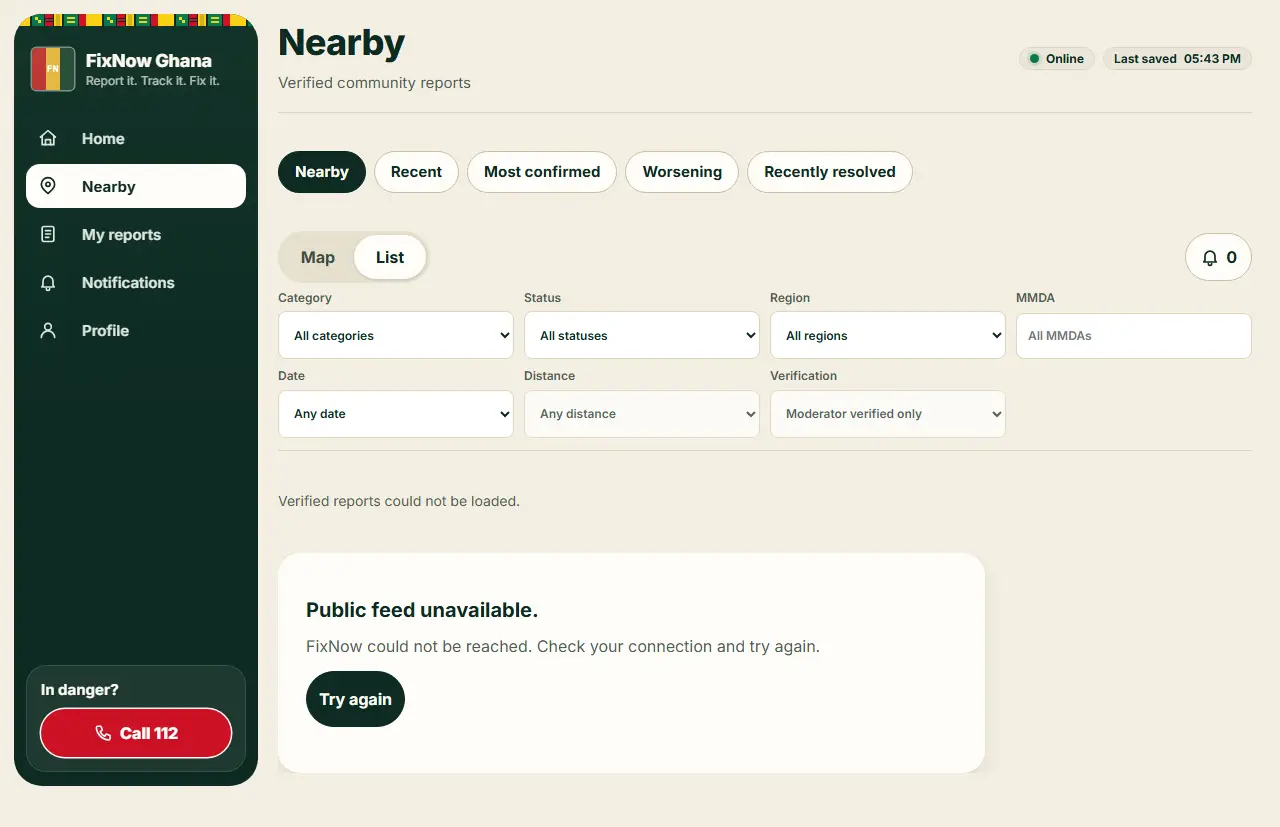 FN
FixNow Ghana
Report it. Track it. Fix it.
Home
Nearby
My reports
Notifications
Profile
In danger?
Call 112
Nearby
Verified community reports
Online
Last saved 05:43 PM
Nearby
Recent
Most confirmed
Worsening
Recently resolved
Map
List
0
Category
Status
Region
MMDA
All categories
All statuses
All regions
All MMDAs
Date
Distance
Verification
Any date
Any distance
Moderator verified only
Verified reports could not be loaded.
Public feed unavailable.
FixNow could not be reached. Check your connection and try again.
Try again